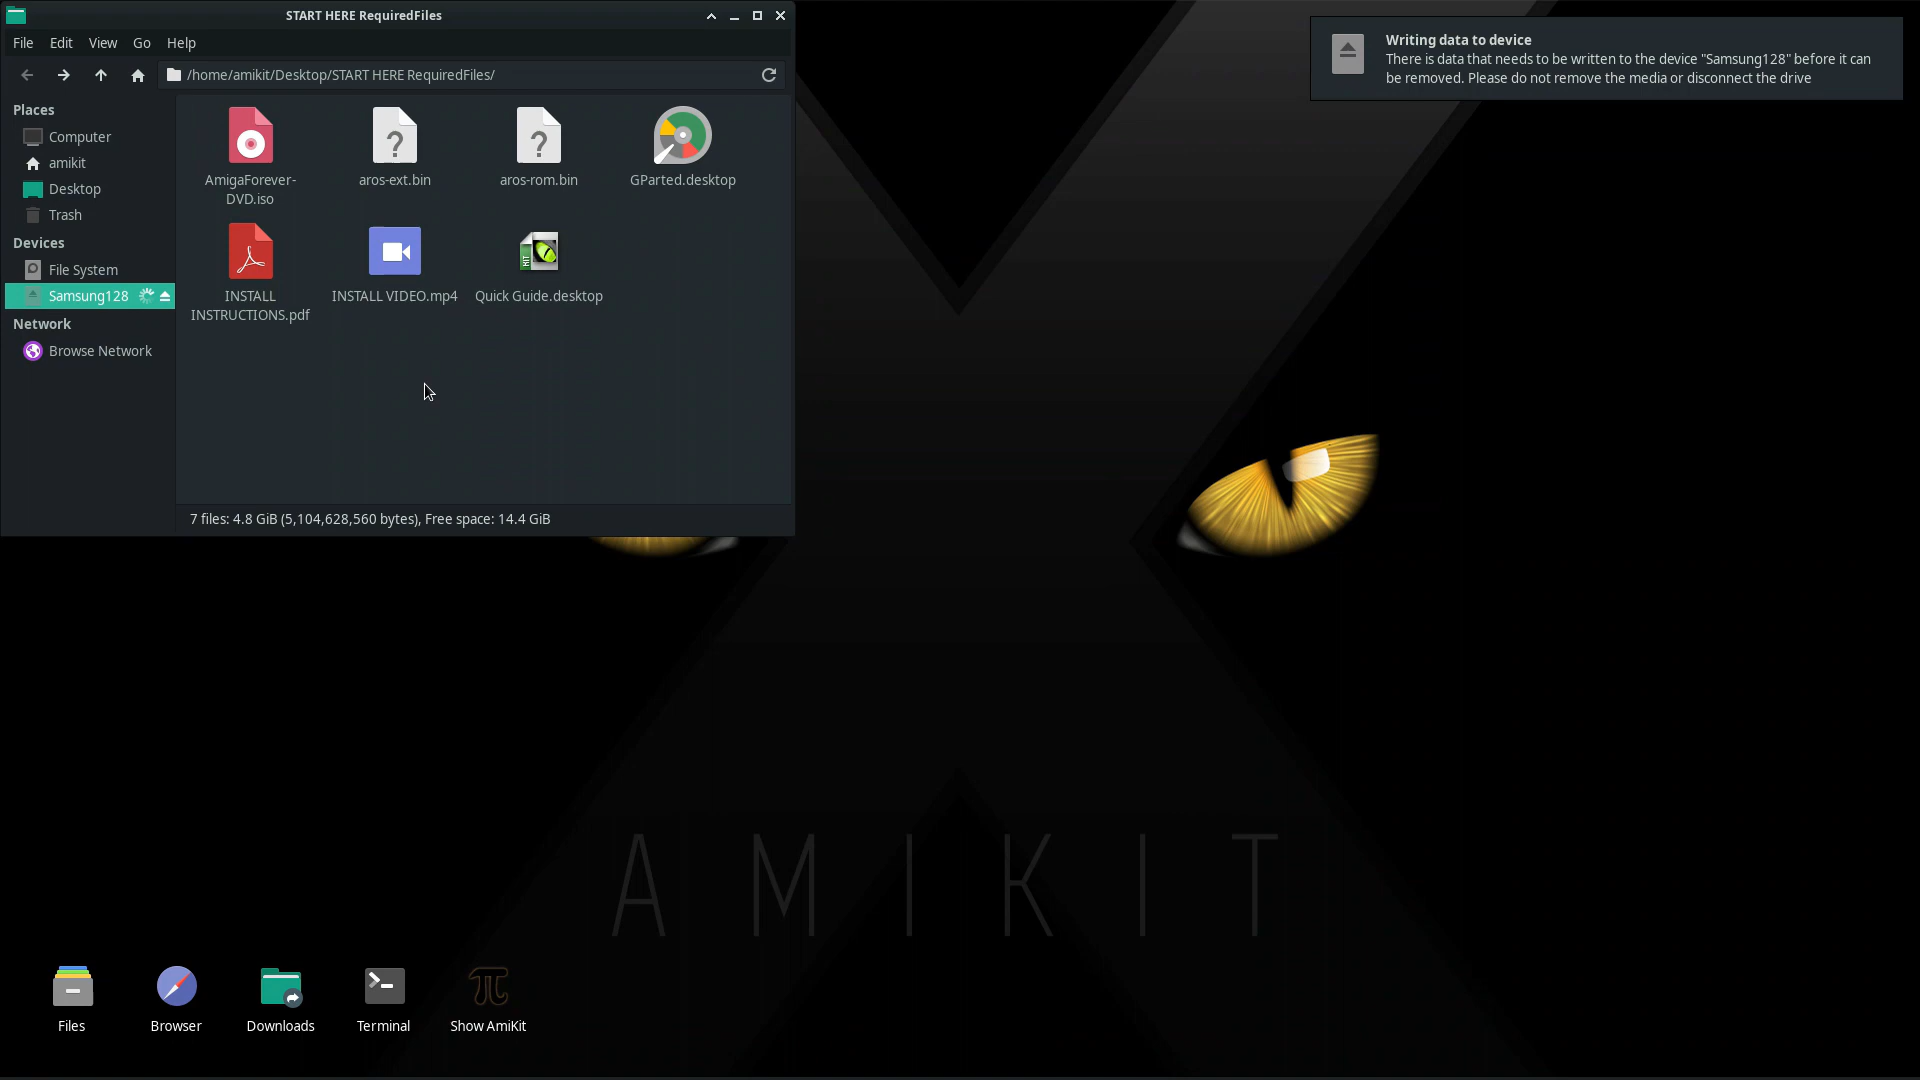 START HERE RequiredFiles
File Edit View Go Help
/home/amikit/Desktop/START HERE RequiredFiles/
Places
Computer
amikit
Desktop
Trash
Devices
File System
Samsung128
Network
Browse Network
AmigaForever-
DVD.iso
aros-ext.bin
aros-rom.bin
GParted.desktop
INSTALL
INSTRUCTIONS.pdf
INSTALL VIDEO.mp4
Quick Guide.desktop
7 files: 4.8 GiB (5,104,628,560 bytes), Free space: 14.4 GiB
Writing data to device
There is data that needs to be written to the device "Samsung128" before it can
be removed. Please do not remove the media or disconnect the drive
AMIKIT
Files
Browser
Downloads
Terminal
Show AmiKit